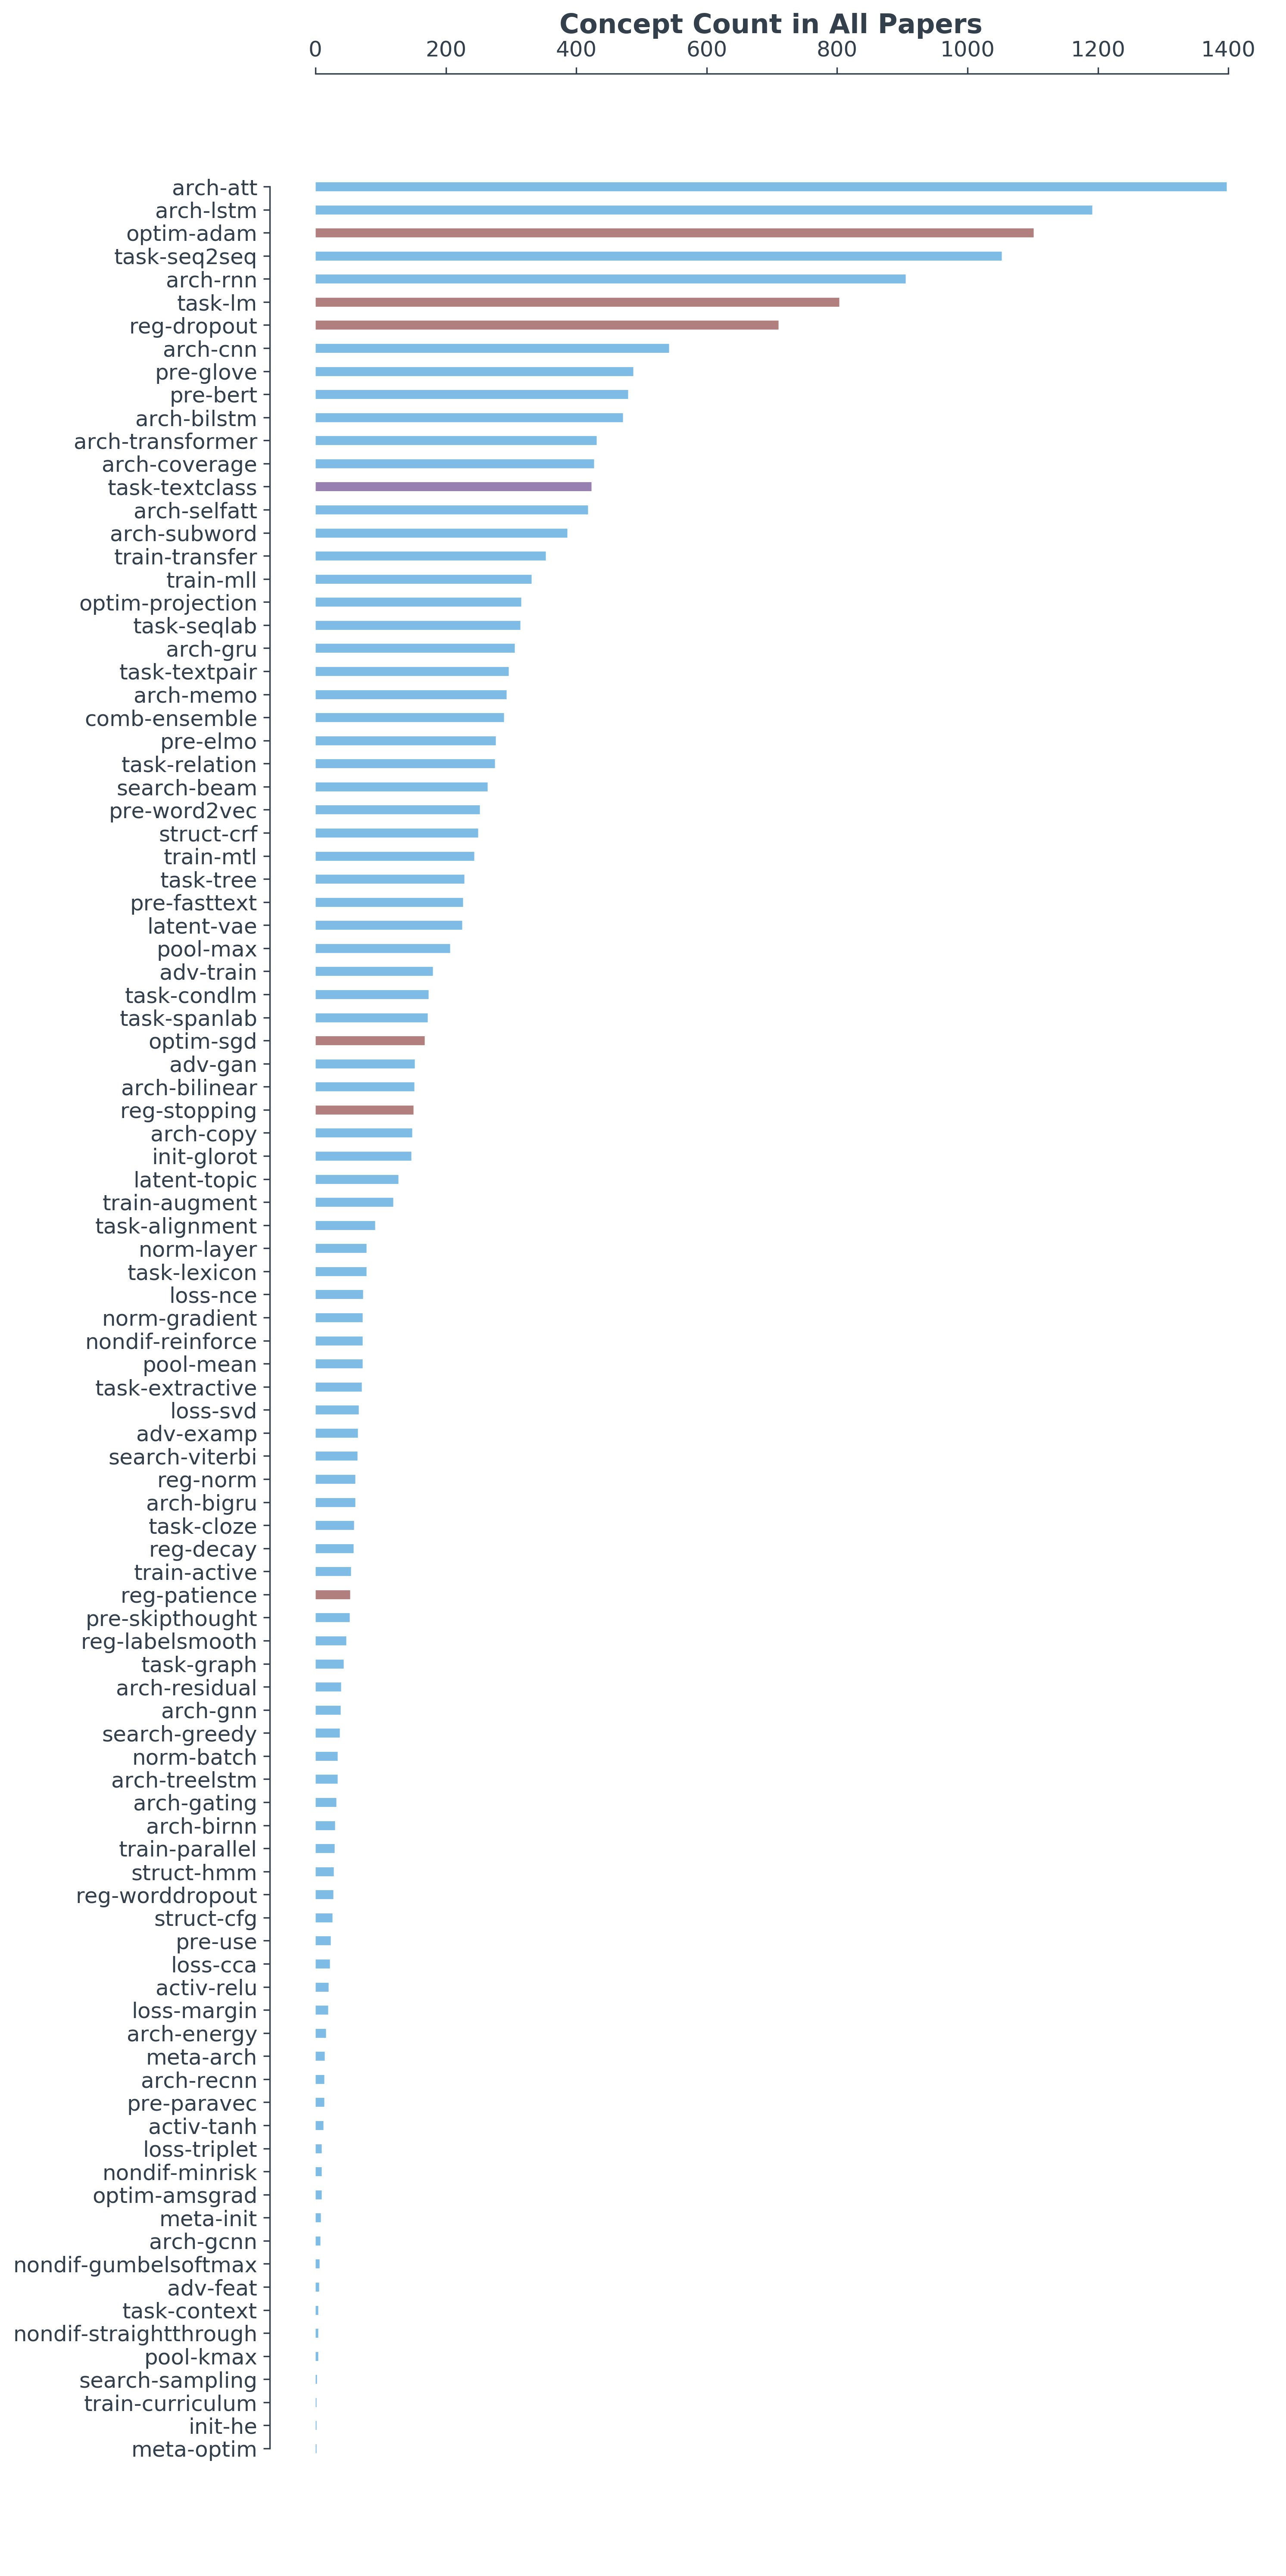 Concept Count in All Papers
0 200 400 600 800 1000 1200 1400
arch-att
arch-lstm
optim-adam
task-seq2seq
arch-rnn
task-lm
reg-dropout
arch-cnn
pre-glove
pre-bert
arch-bilstm
arch-transformer
arch-coverage
task-textclass
arch-selfatt
arch-subword
train-transfer
train-mll
optim-projection
task-seqlab
arch-gru
task-textpair
arch-memo
comb-ensemble
pre-elmo
task-relation
search-beam
pre-word2vec
struct-crf
train-mtl
task-tree
pre-fasttext
latent-vae
pool-max
adv-train
task-condlm
task-spanlab
optim-sgd
adv-gan
arch-bilinear
reg-stopping
arch-copy
init-glorot
latent-topic
train-augment
task-alignment
norm-layer
task-lexicon
loss-nce
norm-gradient
nondif-reinforce
pool-mean
task-extractive
loss-svd
adv-examp
search-viterbi
reg-norm
arch-bigru
task-cloze
reg-decay
train-active
reg-patience
pre-skipthought
reg-labelsmooth
task-graph
arch-residual
arch-gnn
search-greedy
norm-batch
arch-treelstm
arch-gating
arch-birnn
train-parallel
struct-hmm
reg-worddropout
struct-cfg
pre-use
loss-cca
activ-relu
loss-margin
arch-energy
meta-arch
arch-recnn
pre-paravec
activ-tanh
loss-triplet
nondif-minrisk
optim-amsgrad
meta-init
arch-gcnn
nondif-gumbelsoftmax
adv-feat
task-context
nondif-straightthrough
pool-kmax
search-sampling
train-curriculum
init-he
meta-optim